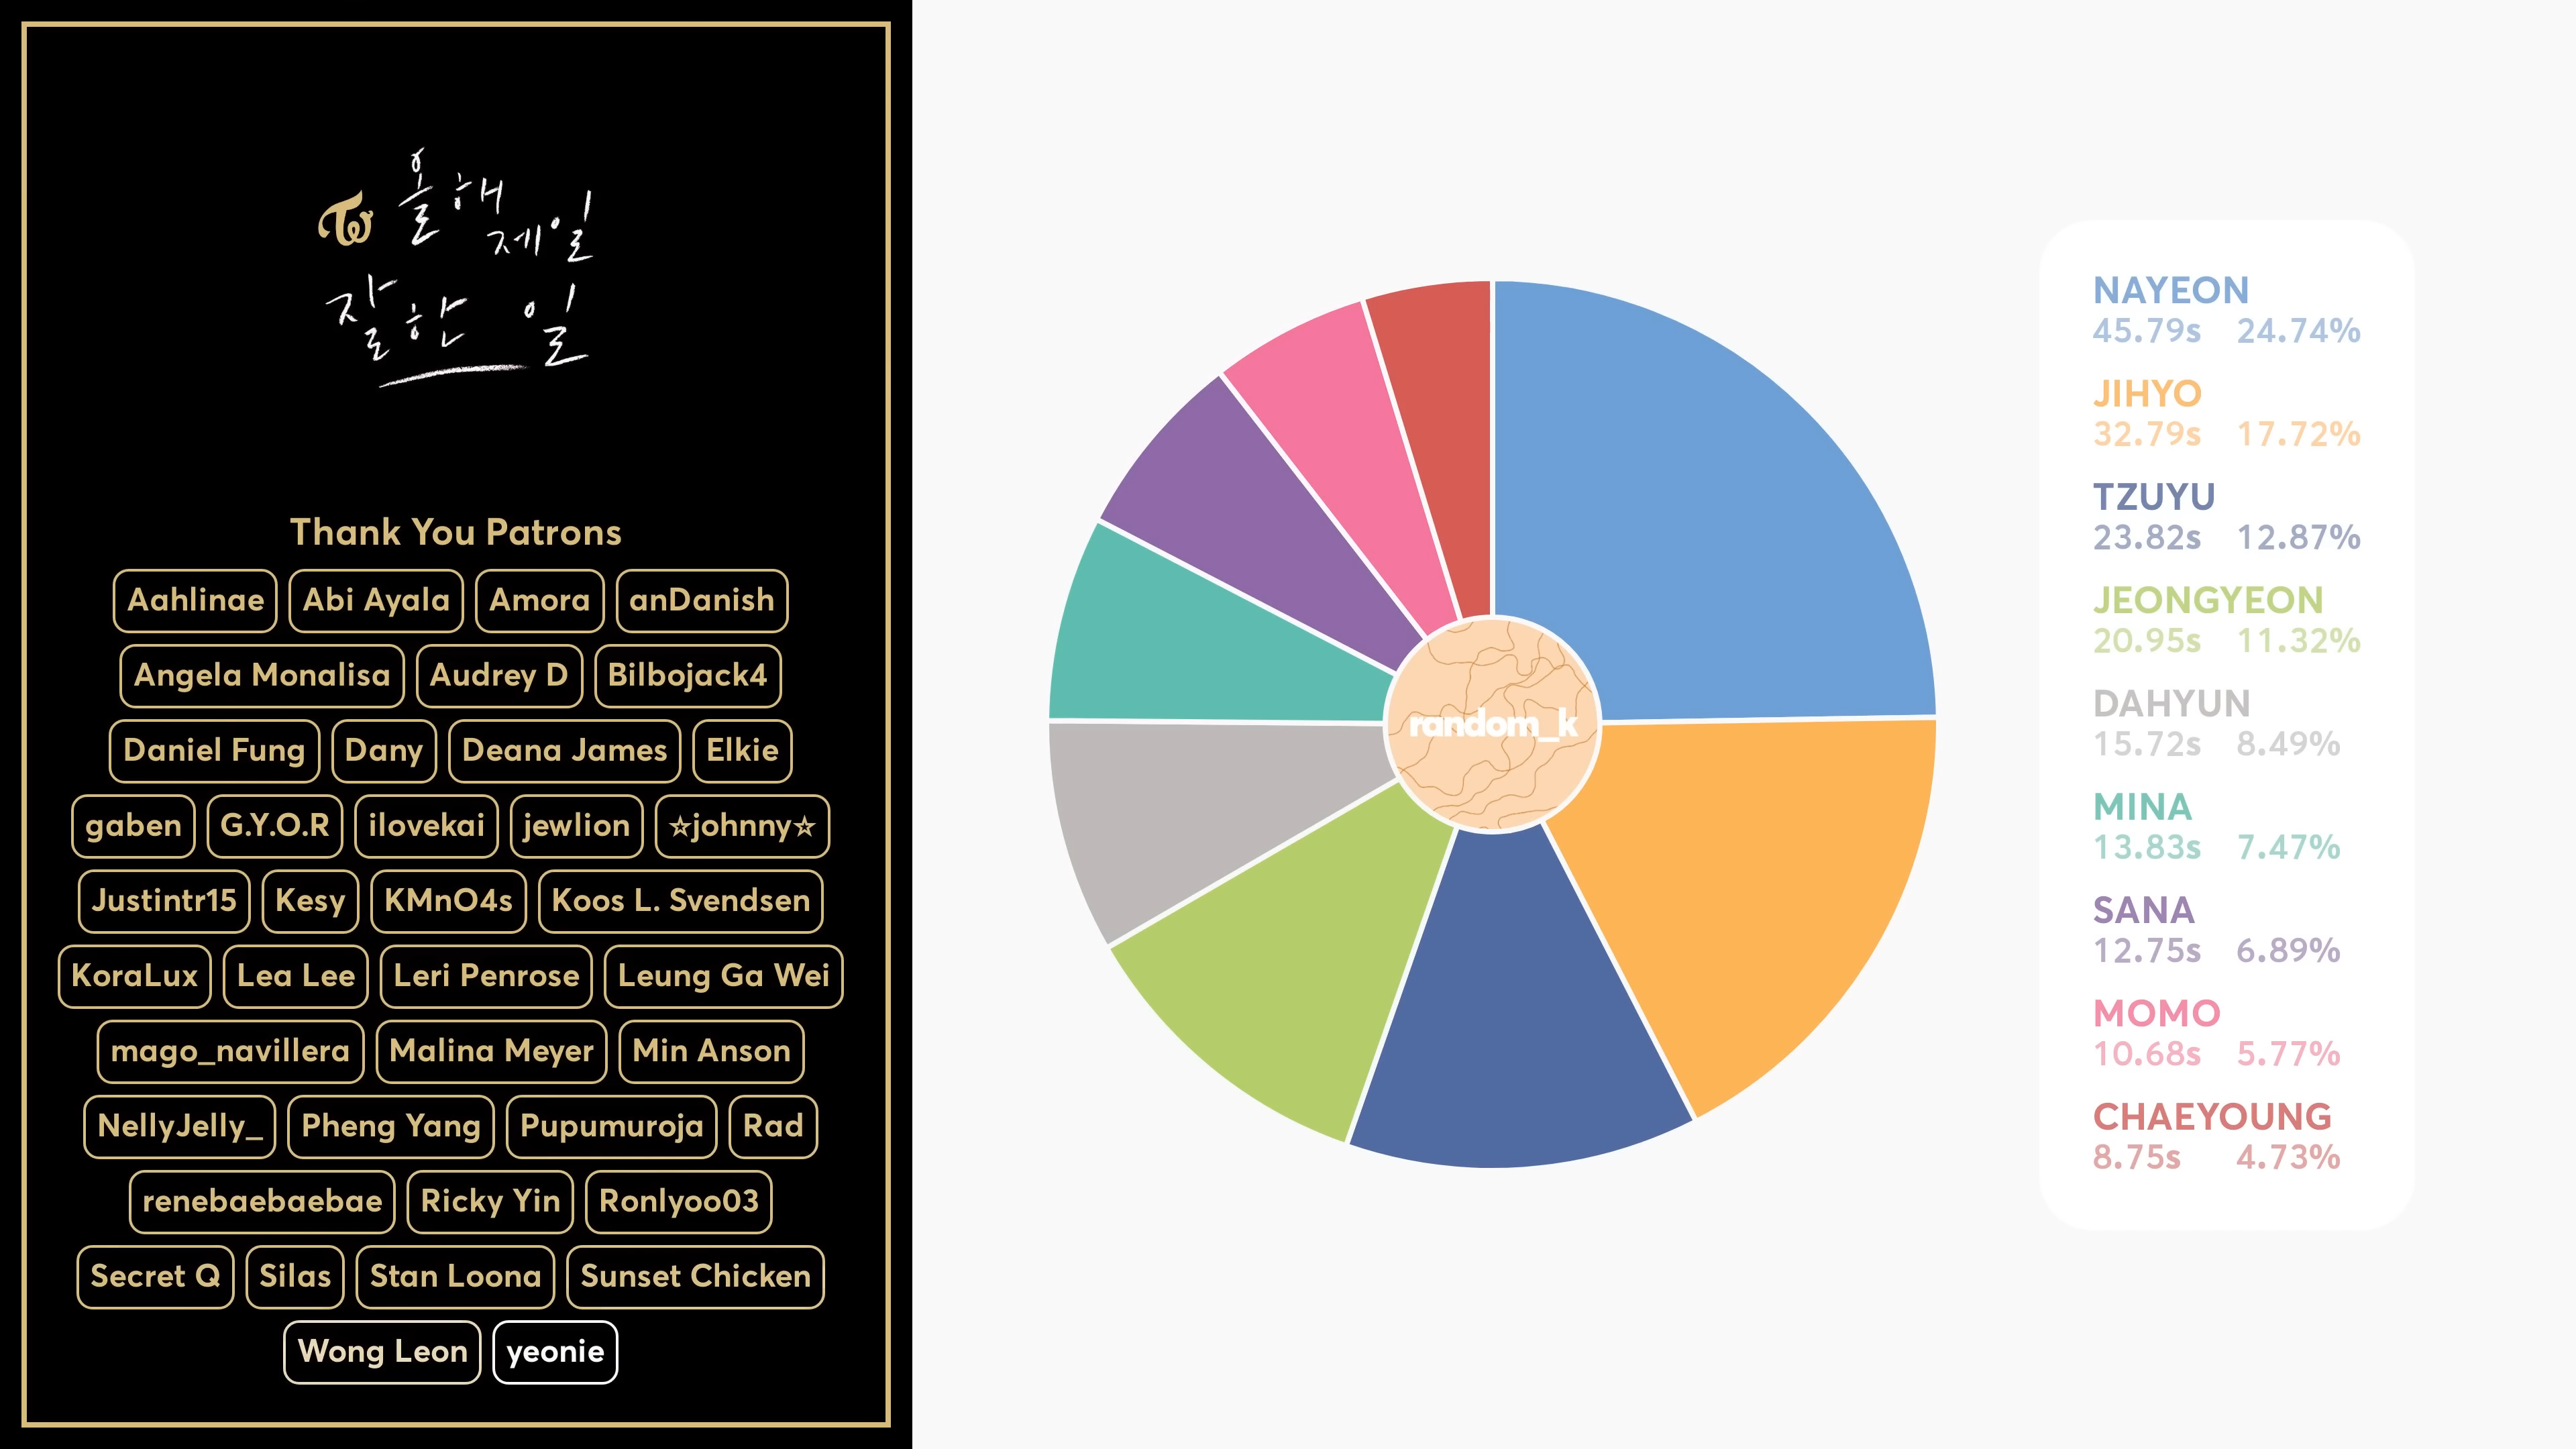 올해
제일
잘한 일
Thank You Patrons
Aahlinae Abi Ayala Amora anDanish
Angela Monalisa Audrey D Bilbojack4
Daniel Fung Dany Deana James Elkie
gaben G.Y.O.R ilovekai jewlion ☆johnny☆
Justintr15 Kesy KMnO4s Koos L. Svendsen
KoraLux Lea Lee Leri Penrose Leung Ga Wei
mago_navillera Malina Meyer Min Anson
NellyJelly_ Pheng Yang Pupumuroja Rad
renebaebaebae Ricky Yin Ronlyoo03
Secret Q Silas Stan Loona Sunset Chicken
Wong Leon yeonie
random_k
NAYEON
45.79s 24.74%
JIHYO
32.79s 17.72%
TZUYU
23.82s 12.87%
JEONGYEON
20.95s 11.32%
DAHYUN
15.72s 8.49%
MINA
13.83s 7.47%
SANA
12.75s 6.89%
MOMO
10.68s 5.77%
CHAEYOUNG
8.75s 4.73%